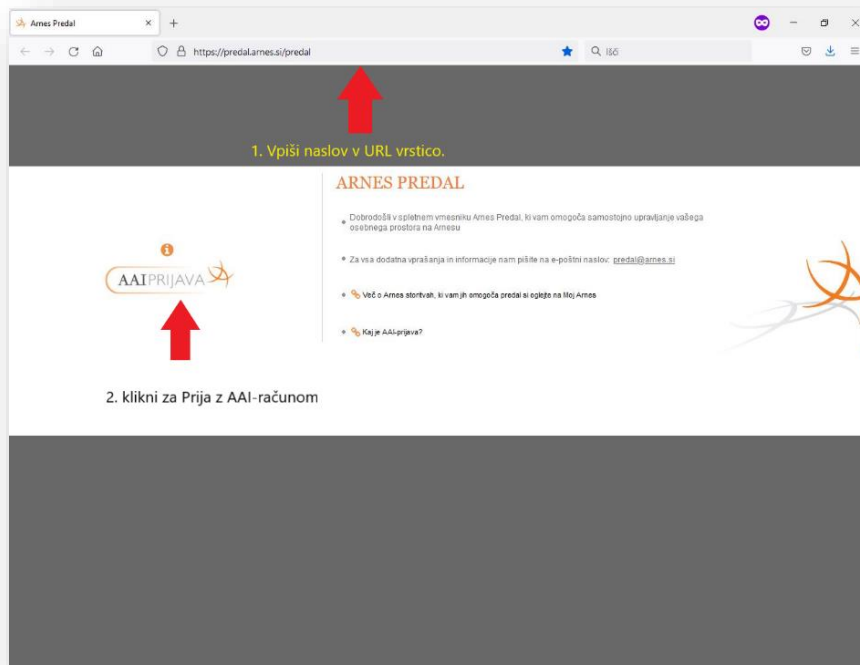 Arnes Predal
https://predal.arnes.si/predal
Išči
1. Vpiši naslov v URL vrstico.
ARNES PREDAL
Dobrodošli v spletnem vmesniku Arnes Predal, ki vam omogoča samostojno upravljanje vašega
osebnega prostora na Arnesu
Za vsa dodatna vprašanja in informacije nam pišite na e-poštni naslov: predal@arnes.si
AAIPRIJAVA
Več o Arnes storitvah, ki vam jih omogoča predal si oglejte na Moj Arnes
Kaj je AAI-prijava?
2. klikni za Prija z AAI-računom